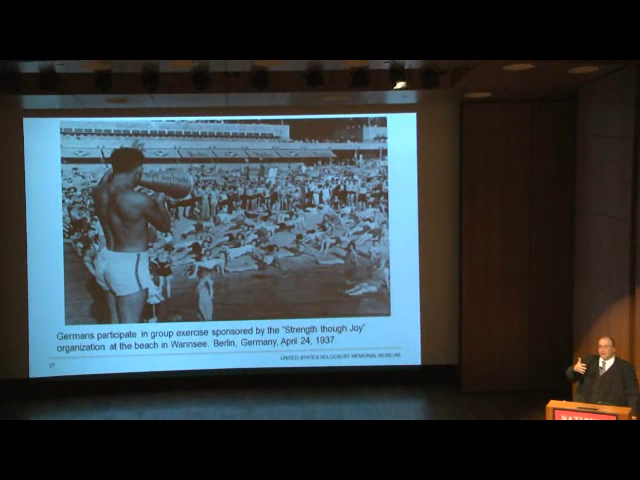 Germans participate in group exercise sponsored by the "Strength though Joy"
organization at the beach in Wannsee. Berlin, Germany, April 24, 1937.
27
UNITED STATES HOLOCAUST MEMORIAL MUSEUM